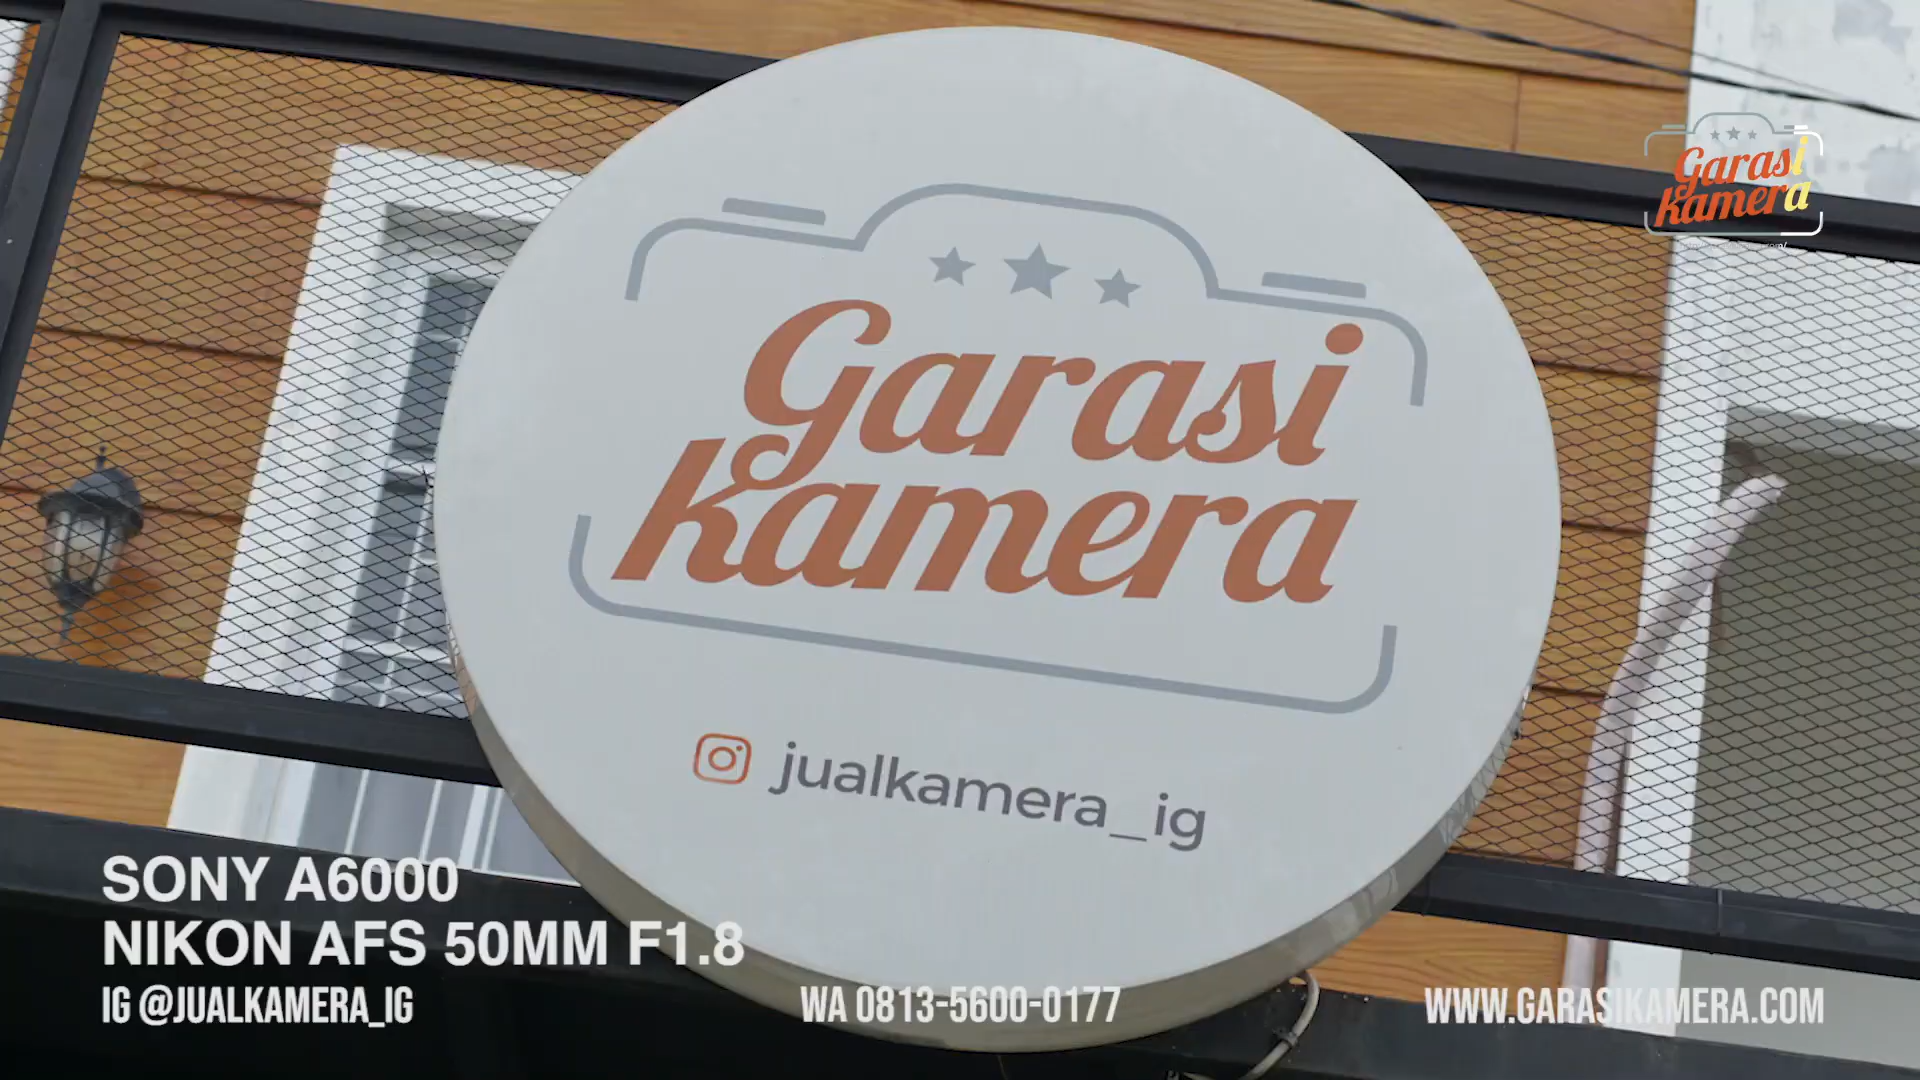 Garasi
Kamera
Garasi
Kamera
jualkamera_ig
SONY A6000
NIKON AFS 50MM F1.8
IG @JUALKAMERA_IG
WA 0813-5600-0177
WWW.GARASIKAMERA.COM